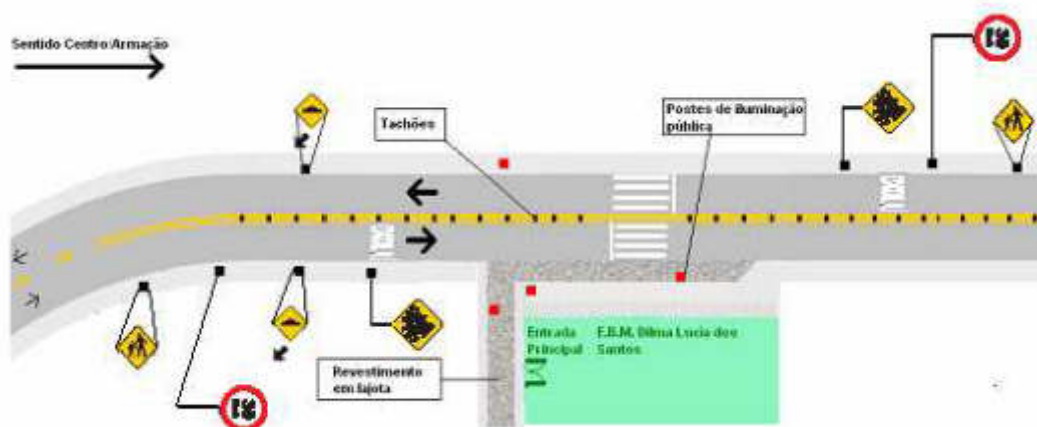 Sentido Centro/Armação
Tachões
Postes de iluminação
pública
Entrada
Principal
E.B.M. Dilma Lucia dos
Santos
Revestimento
em lajota